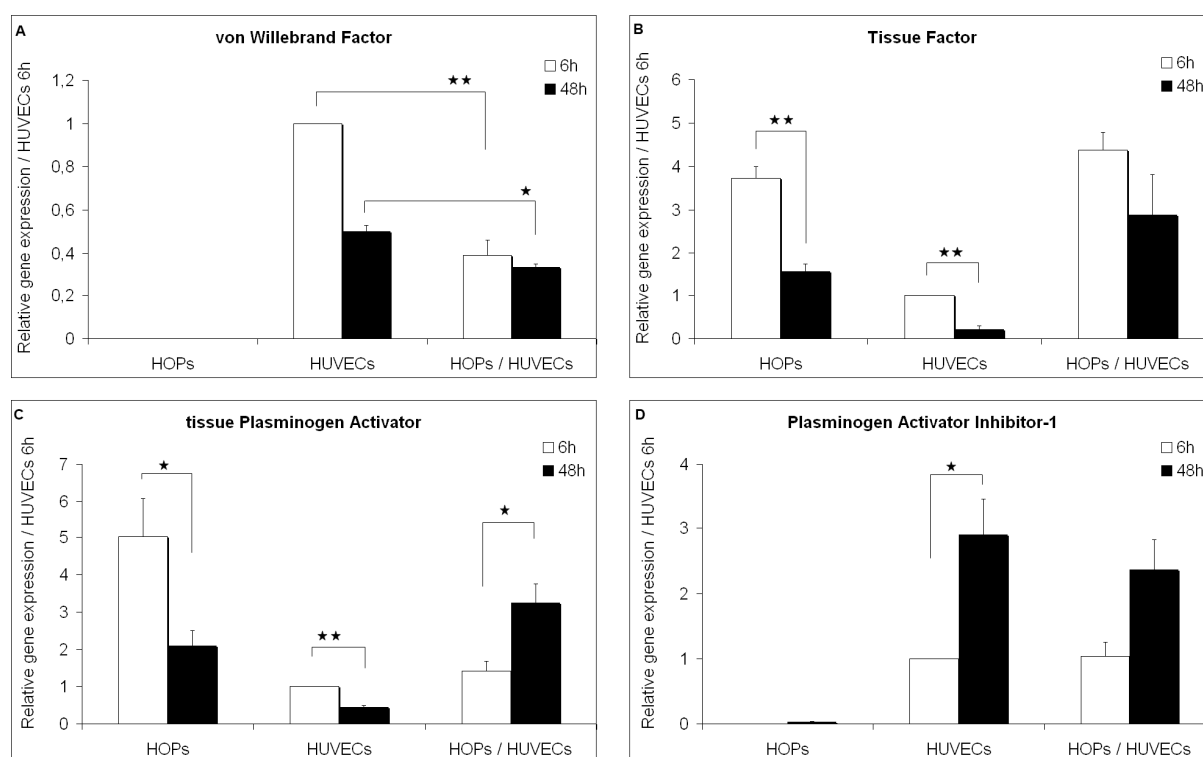 A
von Willebrand Factor
6h
48h
Relative gene expression / HUVECs 6h
1,2
1
0,8
0,6
0,4
0,2
0
★★
★
HOPs HUVECs HOPs / HUVECs
B
Tissue Factor
6h
48h
Relative gene expression / HUVECs 6h
6
5
4
3
2
1
0
★★
★★
HOPs HUVECs HOPs / HUVECs
C
tissue Plasminogen Activator
6h
48h
Relative gene expression / HUVECs 6h
7
6
5
4
3
2
1
0
★
★★
★
HOPs HUVECs HOPs / HUVECs
D
Plasminogen Activator Inhibitor-1
6h
48h
Relative gene expression / HUVECs 6h
4
3
2
1
0
★
HOPs HUVECs HOPs / HUVECs